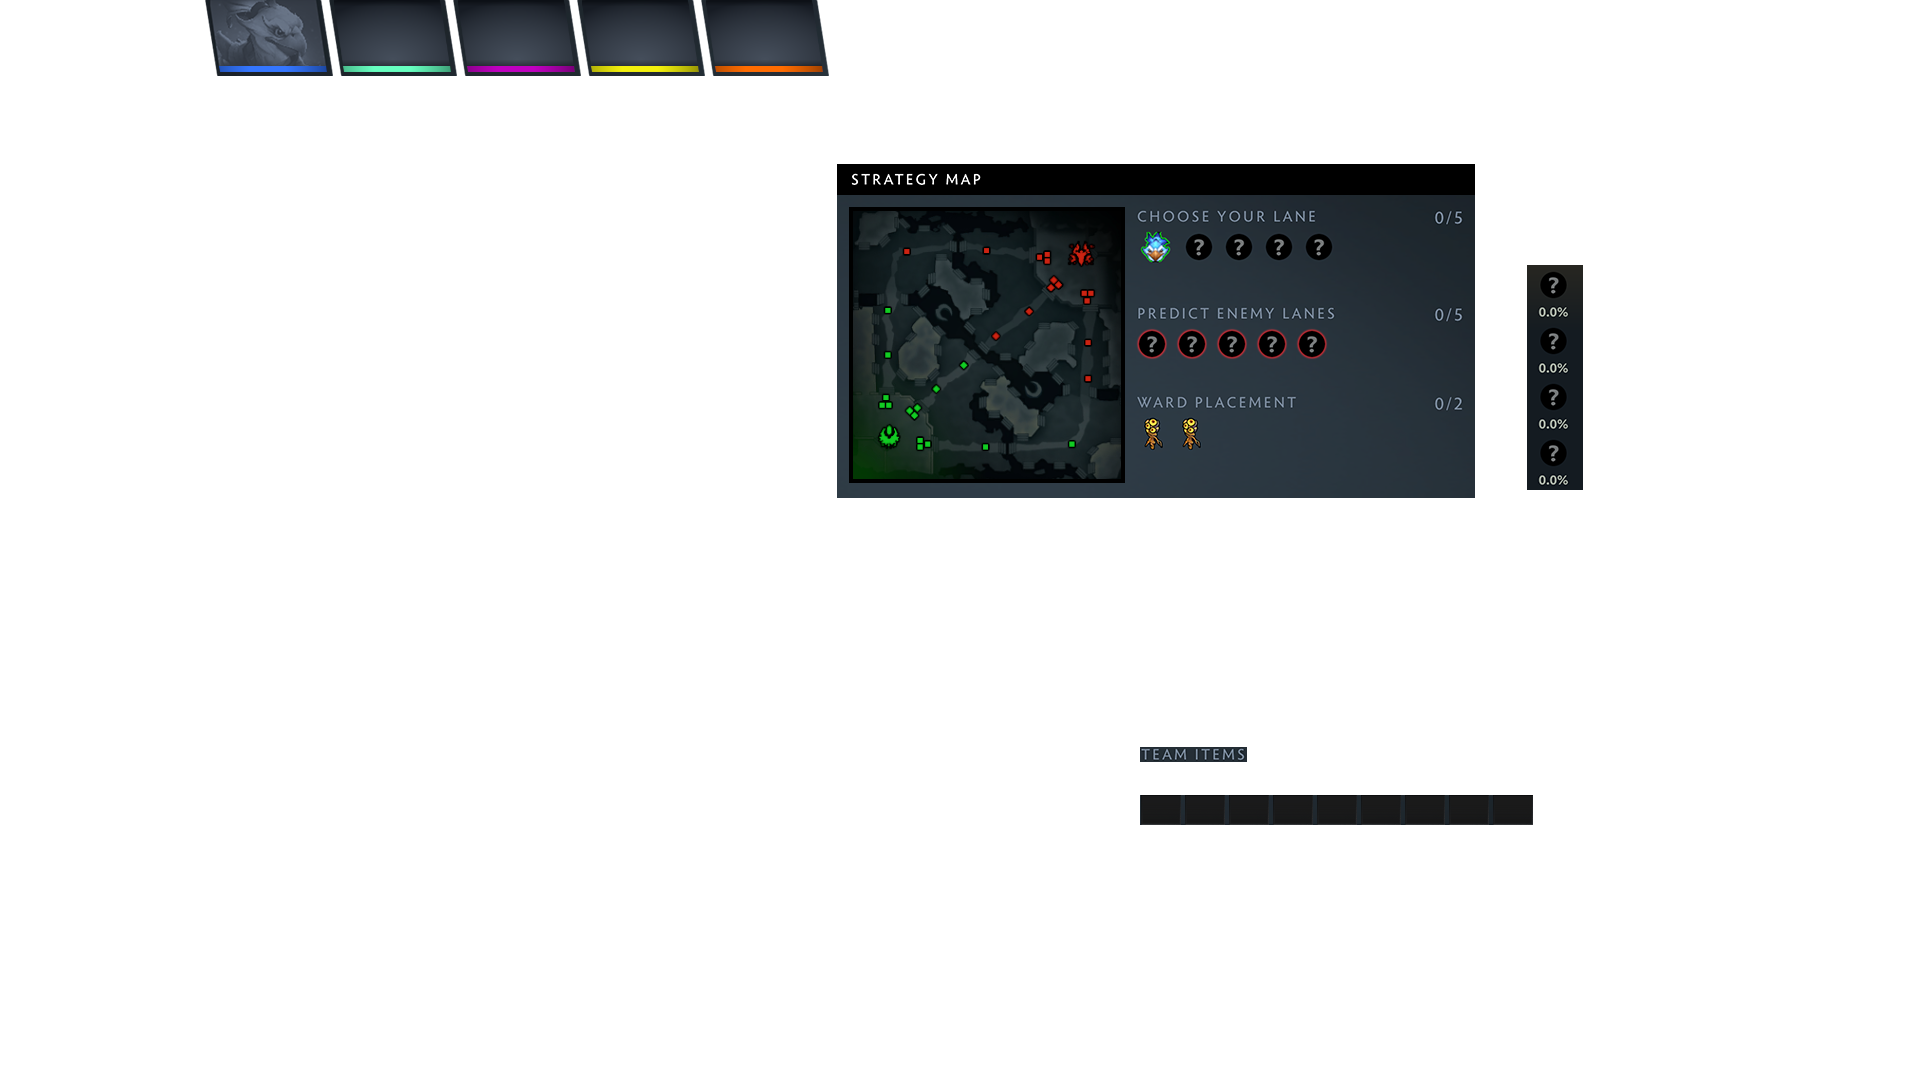 STRATEGY MAP
CHOOSE YOUR LANE 0/5
? ? ? ?
PREDICT ENEMY LANES 0/5
? ? ? ? ?
WARD PLACEMENT 0/2
?
0.0%
?
0.0%
?
0.0%
?
0.0%
TEAM ITEMS